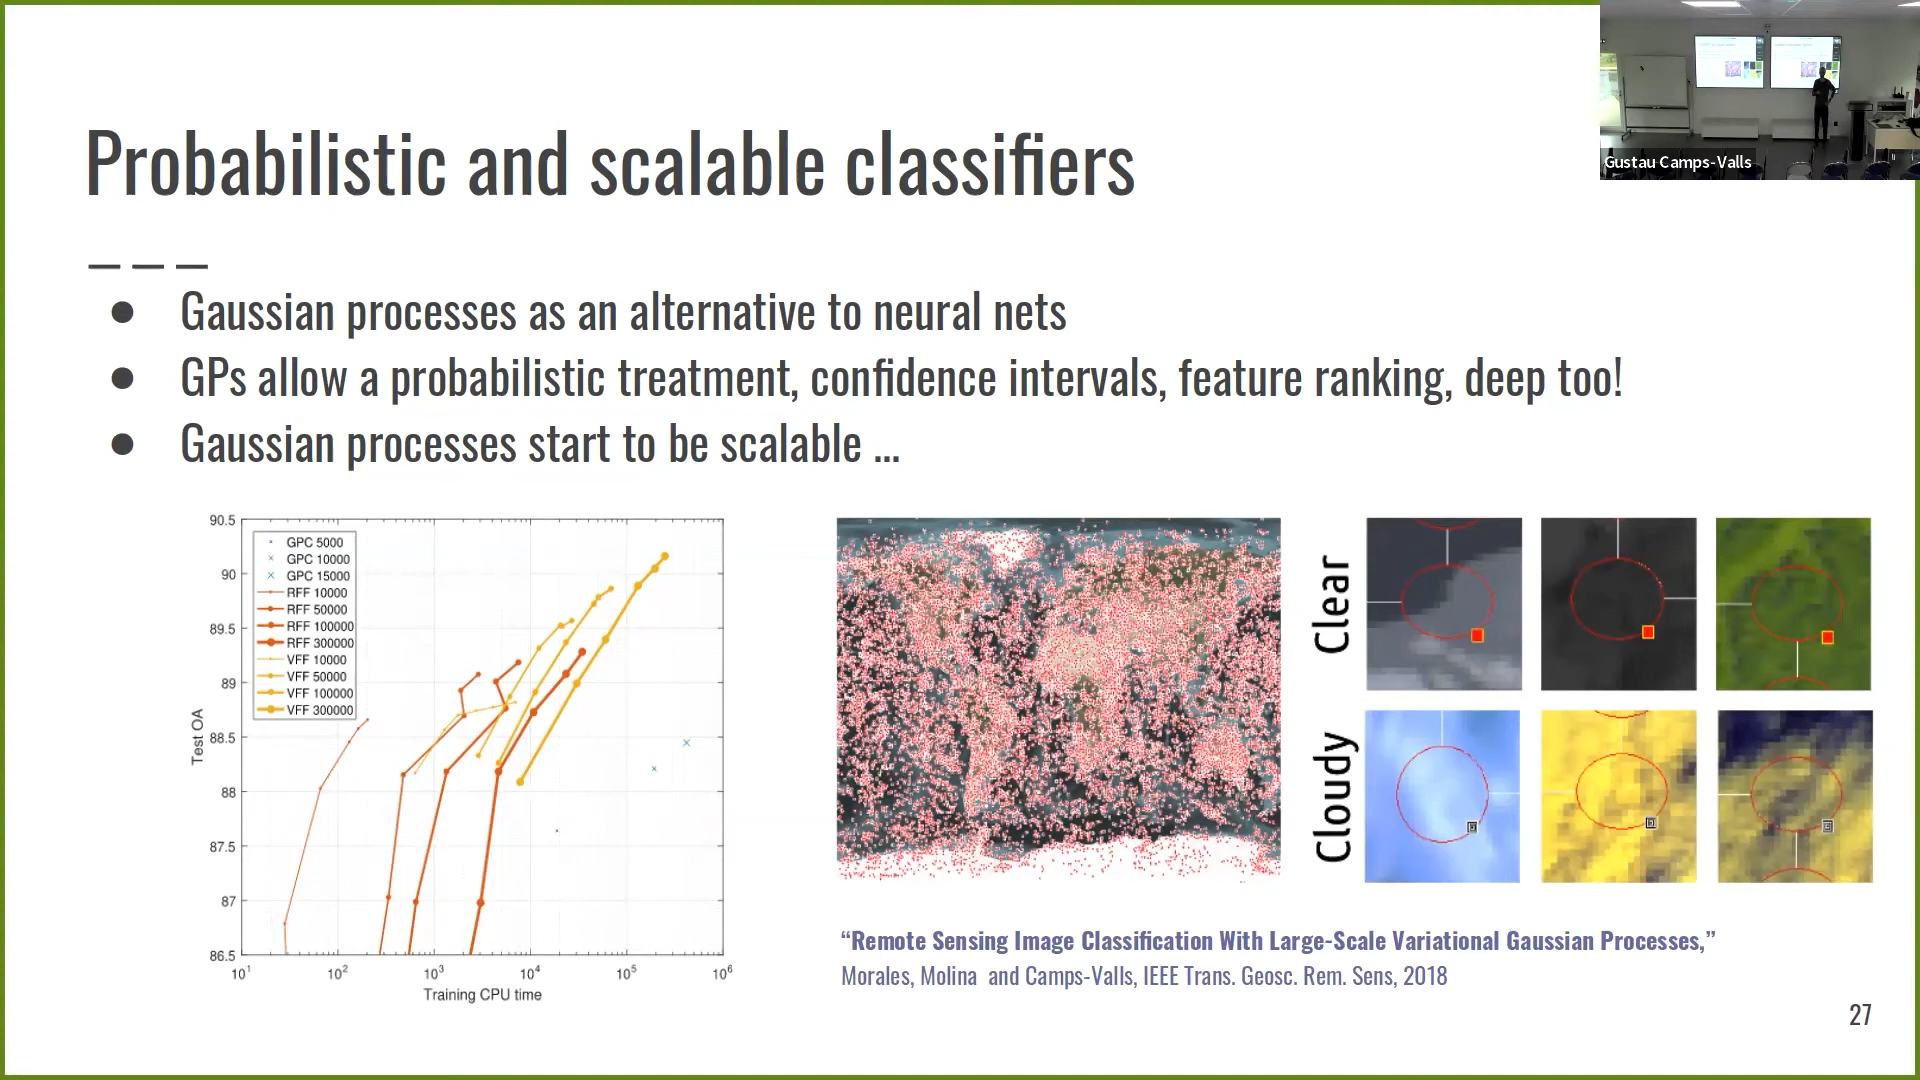 Gustau Camps-Valls
Probabilistic and scalable classifiers
● Gaussian processes as an alternative to neural nets
● GPs allow a probabilistic treatment, confidence intervals, feature ranking, deep too!
● Gaussian processes start to be scalable ...
90.5
90
89.5
89
88.5
88
87.5
87
86.5
Test OA
GPC 5000
GPC 10000
GPC 15000
RFF 10000
RFF 50000
RFF 100000
RFF 300000
VFF 10000
VFF 50000
VFF 100000
VFF 300000
10¹ 10² 10³ 10⁴ 10⁵ 10⁶
Training CPU time
Clear
Cloudy
“Remote Sensing Image Classification With Large-Scale Variational Gaussian Processes,”
Morales, Molina and Camps-Valls, IEEE Trans. Geosc. Rem. Sens, 2018
27